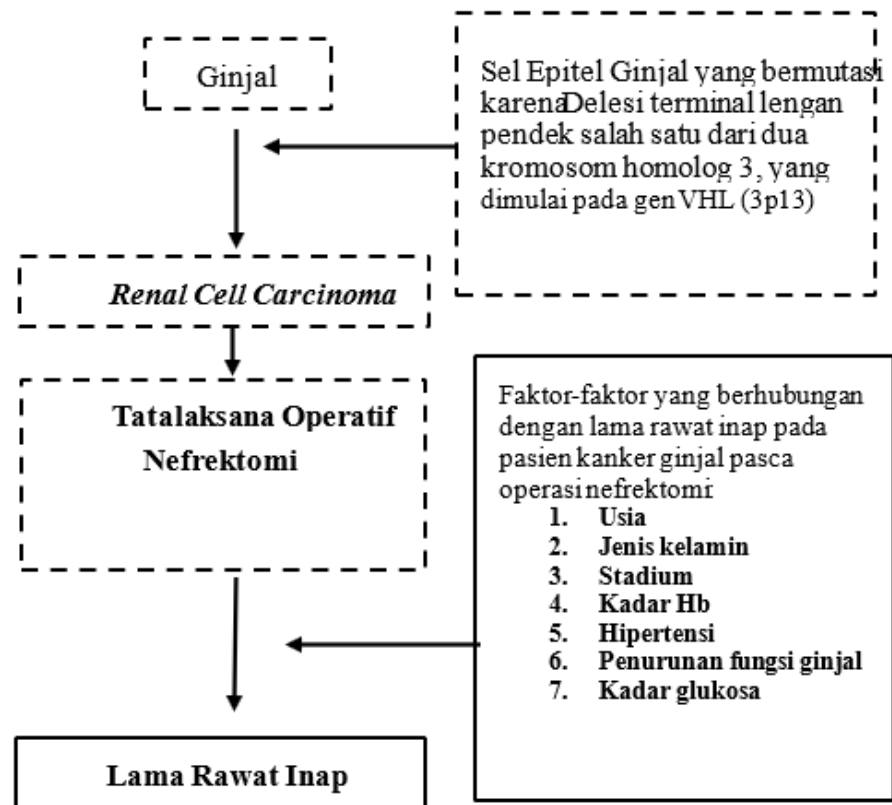 Ginjal
Sel Epitel Ginjal yang bermutasi
karenaDelesi terminal lengan
pendek salah satu dari dua
kromosom homolog 3, yang
dimulai pada gen VHL (3p13)
Renal Cell Carcinoma
Tatalaksana Operatif
Nefrektomi
Faktor-faktor yang berhubungan
dengan lama rawat inap pada
pasien kanker ginjal pasca
operasi nefrektomi:
1. Usia
2. Jenis kelamin
3. Stadium
4. Kadar Hb
5. Hipertensi
6. Penurunan fungsi ginjal
7. Kadar glukosa
Lama Rawat Inap